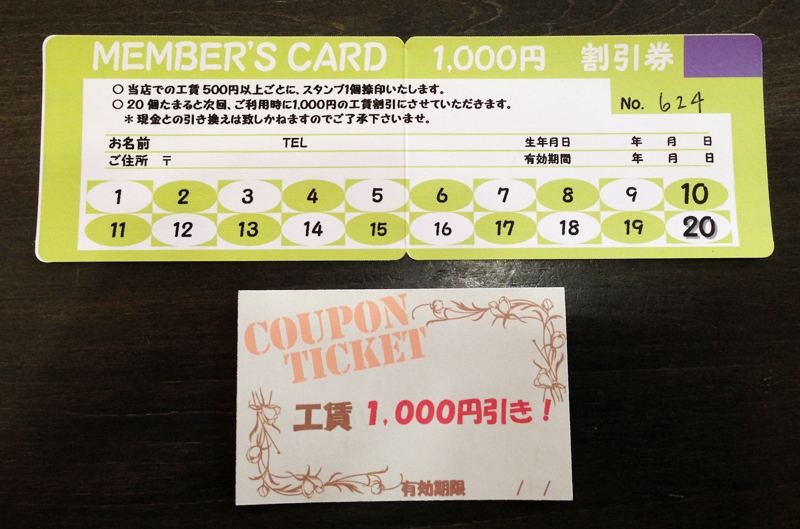 MEMBER'S CARD 1,000円 割引券
○ 当店での工賃 500円以上ごとに、スタンプ1個捺印いたします。
○ 20 個たまると次回、ご利用時に1,000円の工賃割引にさせていただきます。
＊ 現金との引き換えは致しかねますのでご了承下さいませ。
No. 624
お名前 TEL 生年月日 年 月 日
ご住所 〒 有効期間 年 月 日
1 2 3 4 5 6 7 8 9 10
11 12 13 14 15 16 17 18 19 20
COUPON
TICKET
工賃 1,000円引き！
有効期限 / /